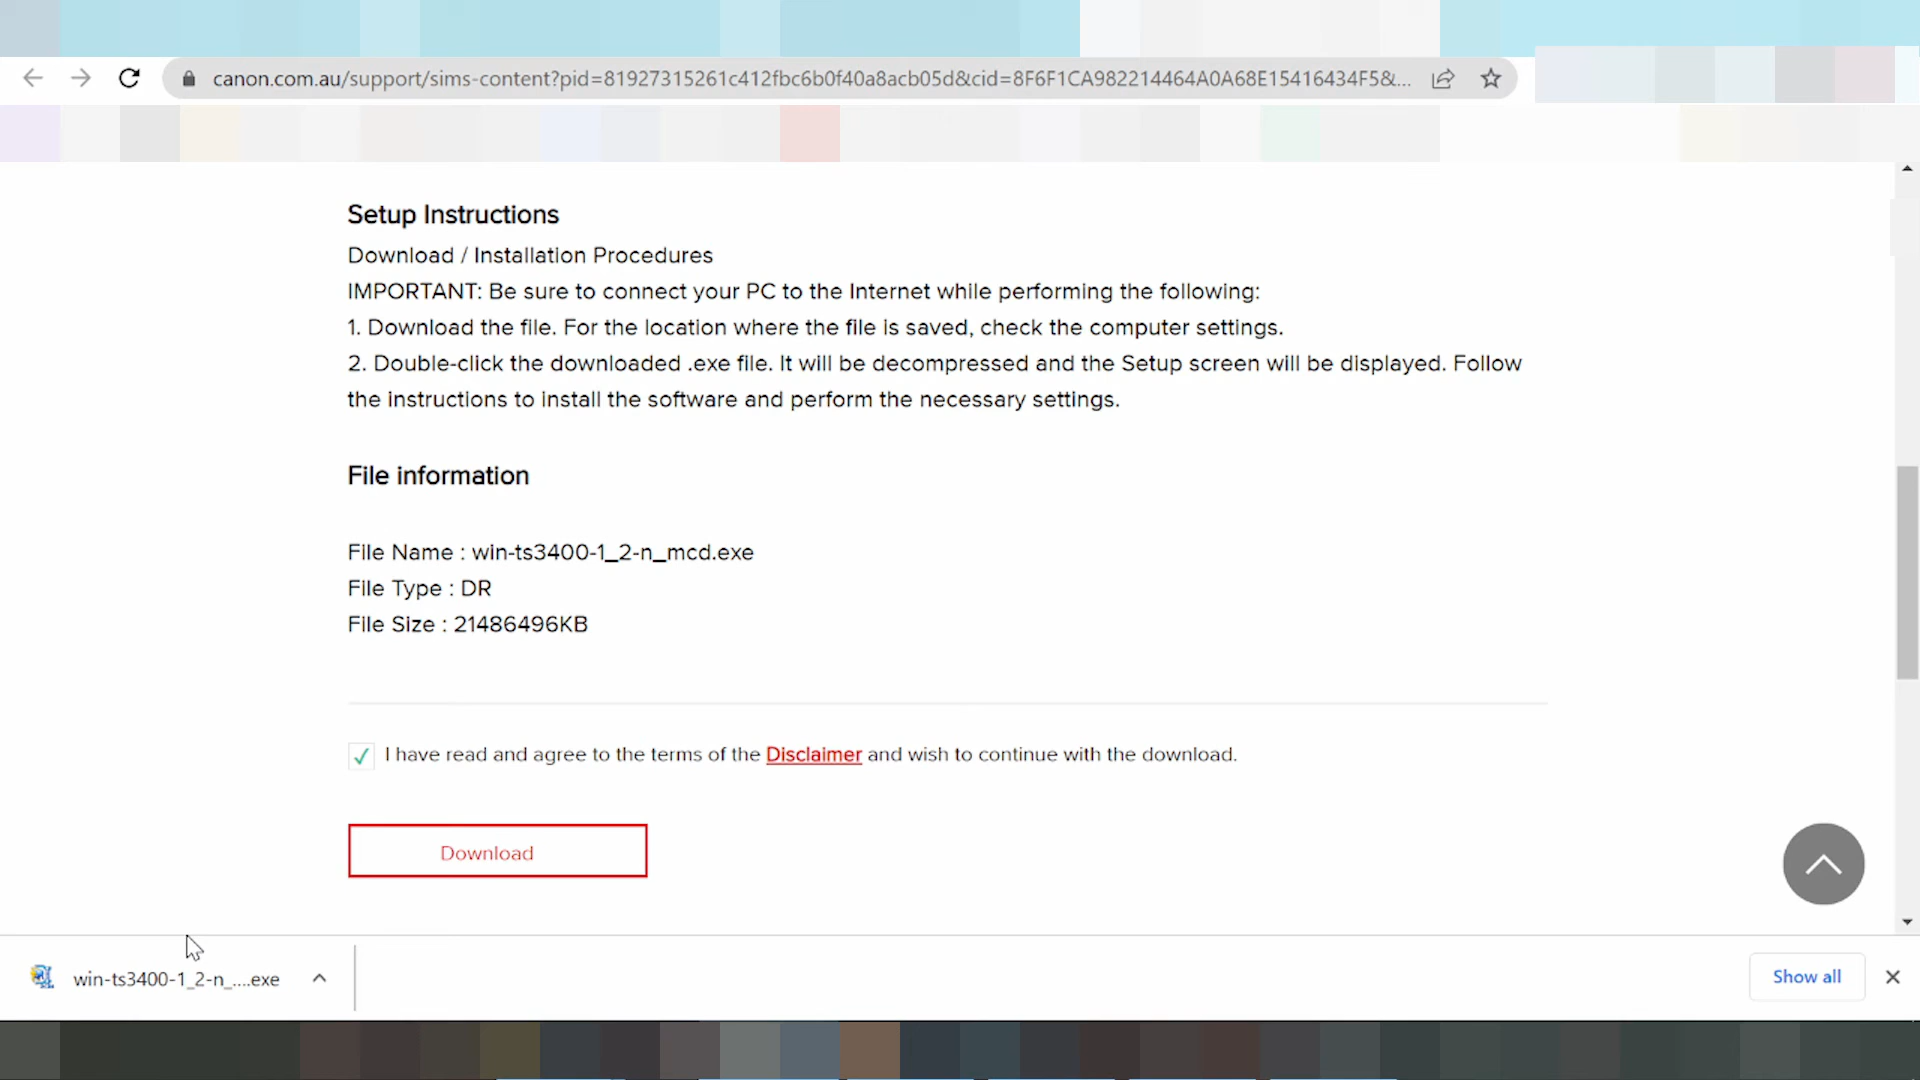 canon.com.au/support/sims-content?pid=81927315261c412fbc6b0f40a8acb05d&cid=8F6F1CA982214464A0A68E15416434F5&...
Setup Instructions
Download / Installation Procedures
IMPORTANT: Be sure to connect your PC to the Internet while performing the following:
1. Download the file. For the location where the file is saved, check the computer settings.
2. Double-click the downloaded .exe file. It will be decompressed and the Setup screen will be displayed. Follow
the instructions to install the software and perform the necessary settings.
File information
File Name : win-ts3400-1_2-n_mcd.exe
File Type : DR
File Size : 21486496KB
I have read and agree to the terms of the Disclaimer and wish to continue with the download.
Download
win-ts3400-1_2-n_....exe
Show all